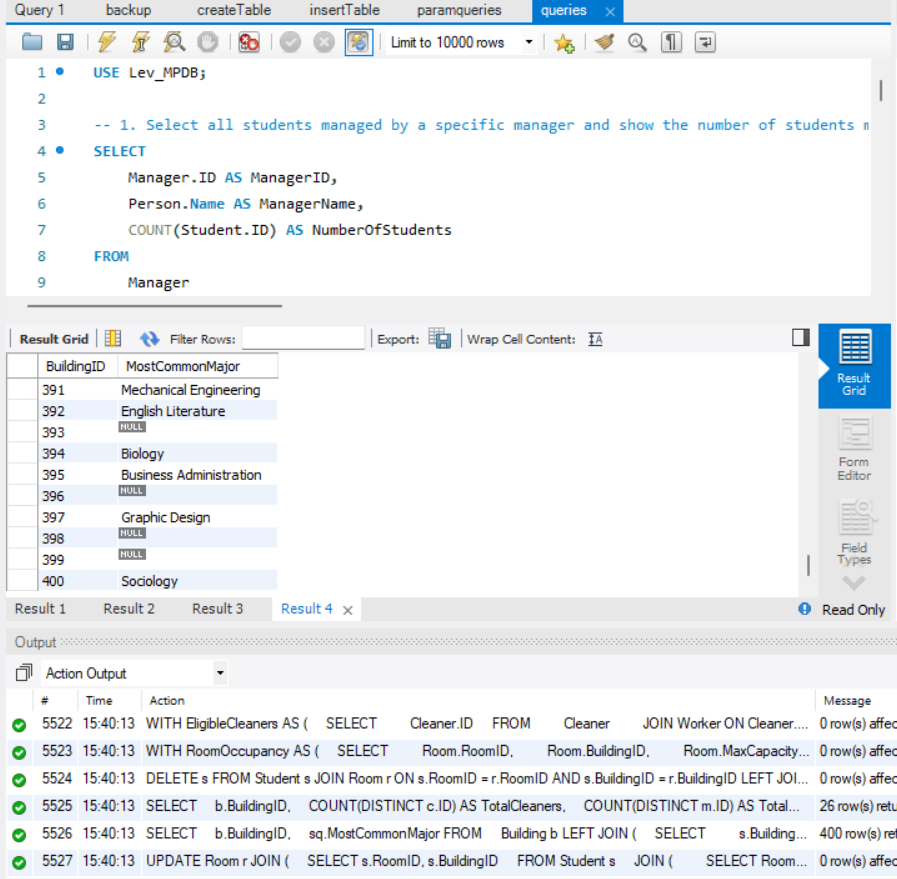 Query 1 backup createTable insertTable paramqueries queries ×
Limit to 10000 rows
1 USE Lev_MPDB;
2
3 -- 1. Select all students managed by a specific manager and show the number of students
4 SELECT
5 Manager.ID AS ManagerID,
6 Person.Name AS ManagerName,
7 COUNT(Student.ID) AS NumberOfStudents
8 FROM
9 Manager
Result Grid Filter Rows: Export: Wrap Cell Content: IA
BuildingID MostCommonMajor
391 Mechanical Engineering
392 English Literature
393 NULL
394 Biology
395 Business Administration
396 NULL
397 Graphic Design
398 NULL
399 NULL
400 Sociology
Result
Grid
Form
Editor
Field
Types
Result 1 Result 2 Result 3 Result 4 × Read Only
Output
Action Output
# Time Action Message
5522 15:40:13 WITH EligibleCleaners AS ( SELECT Cleaner.ID FROM Cleaner JOIN Worker ON Cleaner.... 0 row(s) affec
5523 15:40:13 WITH RoomOccupancy AS ( SELECT Room.RoomID, Room.BuildingID, Room.MaxCapacity... 0 row(s) affec
5524 15:40:13 DELETE s FROM Student s JOIN Room r ON s.RoomID = r.RoomID AND s.BuildingID = r.BuildingID LEFT JOI... 0 row(s) affec
5525 15:40:13 SELECT b.BuildingID, COUNT(DISTINCT c.ID) AS TotalCleaners, COUNT(DISTINCT m.ID) AS Total... 26 row(s) retu
5526 15:40:13 SELECT b.BuildingID, sq.MostCommonMajor FROM Building b LEFT JOIN ( SELECT s.Building... 400 row(s) ret
5527 15:40:13 UPDATE Room r JOIN ( SELECT s.RoomID, s.BuildingID FROM Student s JOIN ( SELECT Room... 0 row(s) affec